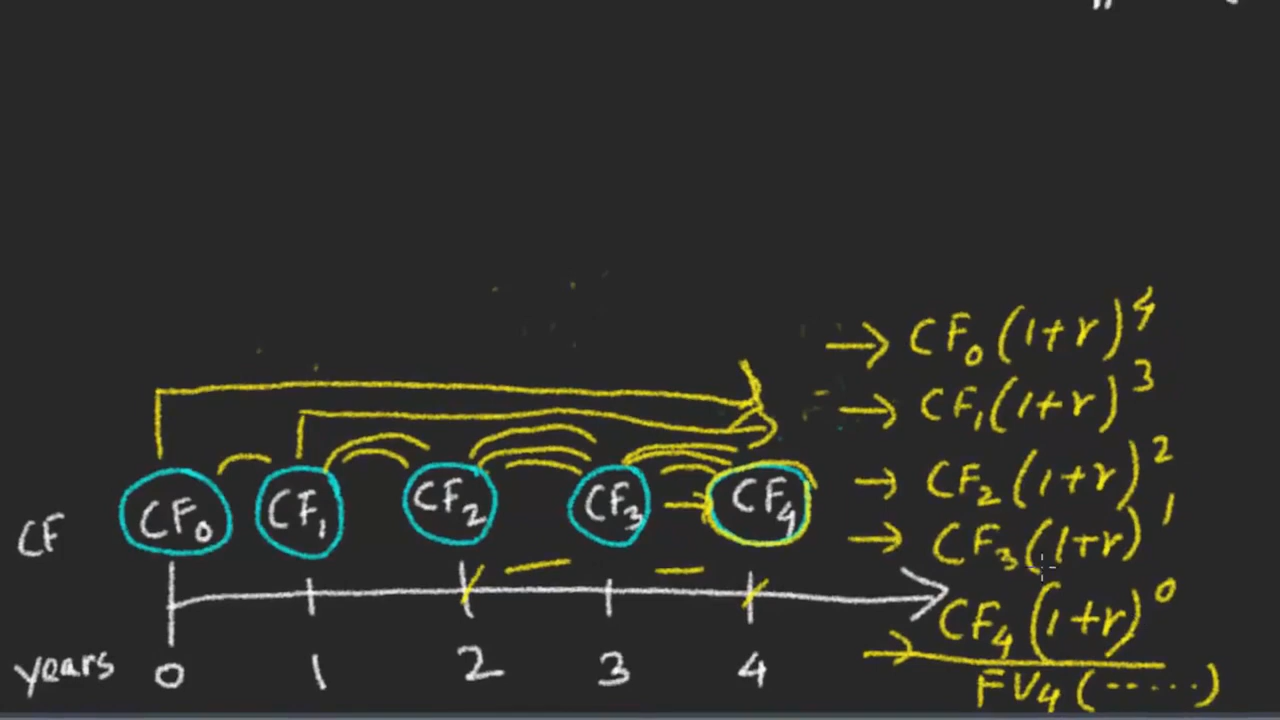 → CF₀(1+r)⁴
→ CF₁(1+r)³
→ CF₂(1+r)²
→ CF₃(1+r)¹
→ CF₄(1+r)⁰
FV₄(······)
CF CF₀ CF₁ CF₂ CF₃ CF₄
years 0 1 2 3 4